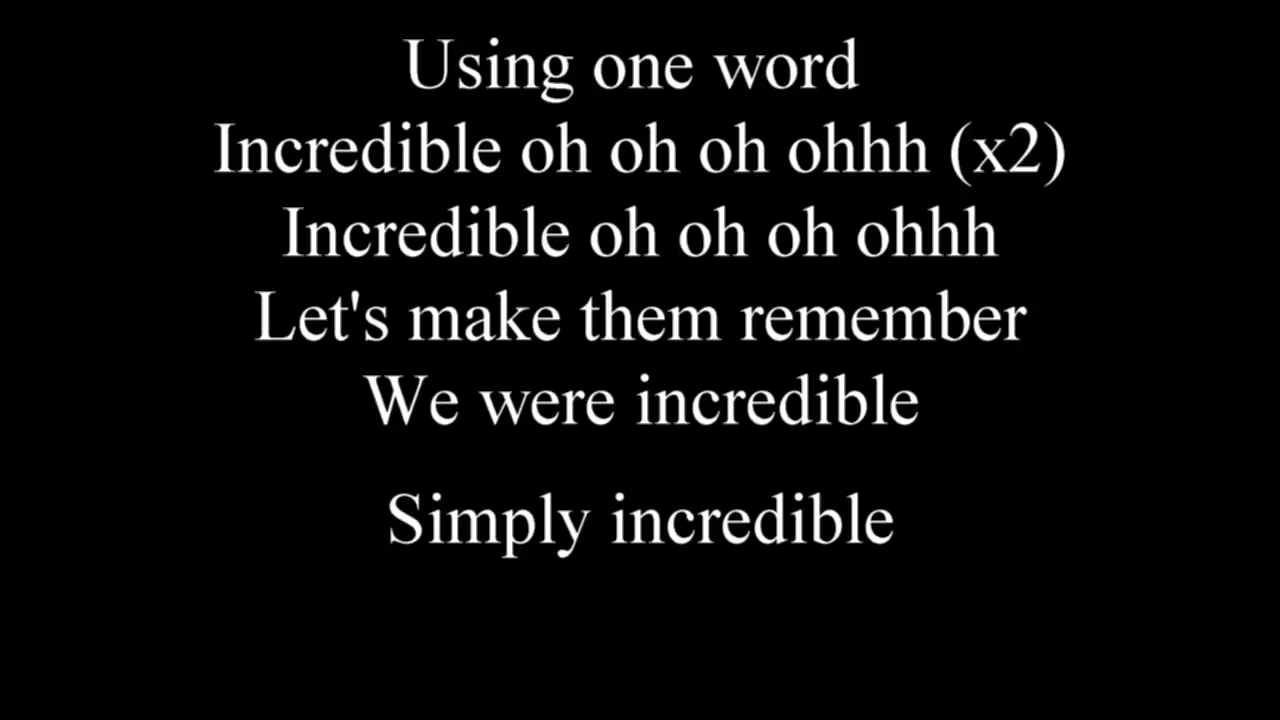 Using one word
Incredible oh oh oh ohhh (x2)
Incredible oh oh oh ohhh
Let's make them remember
We were incredible
Simply incredible